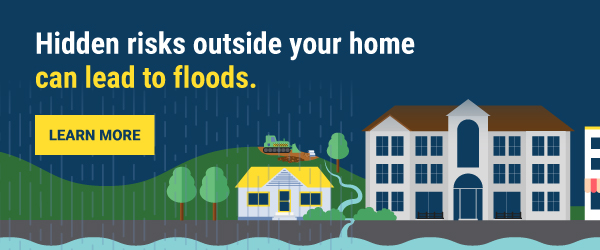 Hidden risks outside your home
can lead to floods.
LEARN MORE